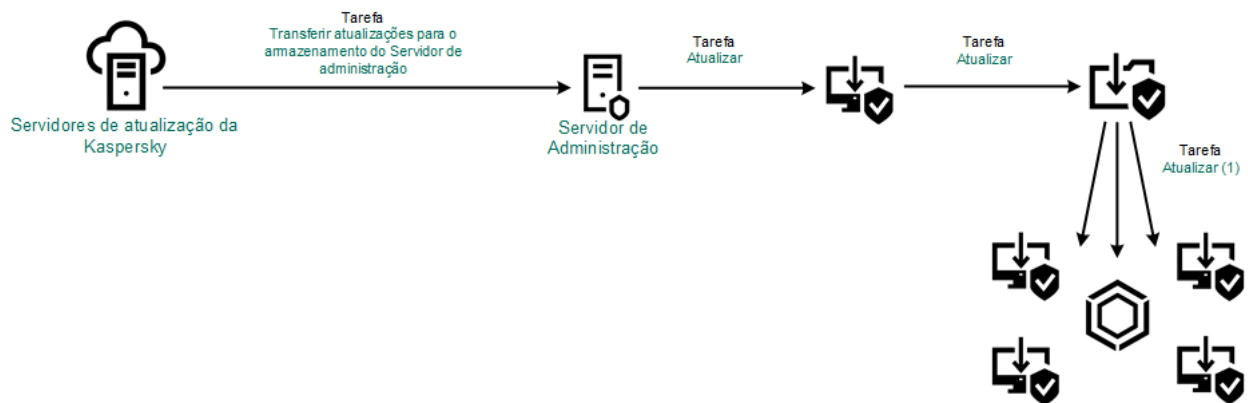 Tarefa
Transferir atualizações para o
armazenamento do Servidor de
administração
Tarefa
Atualizar
Tarefa
Atualizar
Servidores de atualização da
Kaspersky
Servidor de
Administração
Tarefa
Atualizar (1)